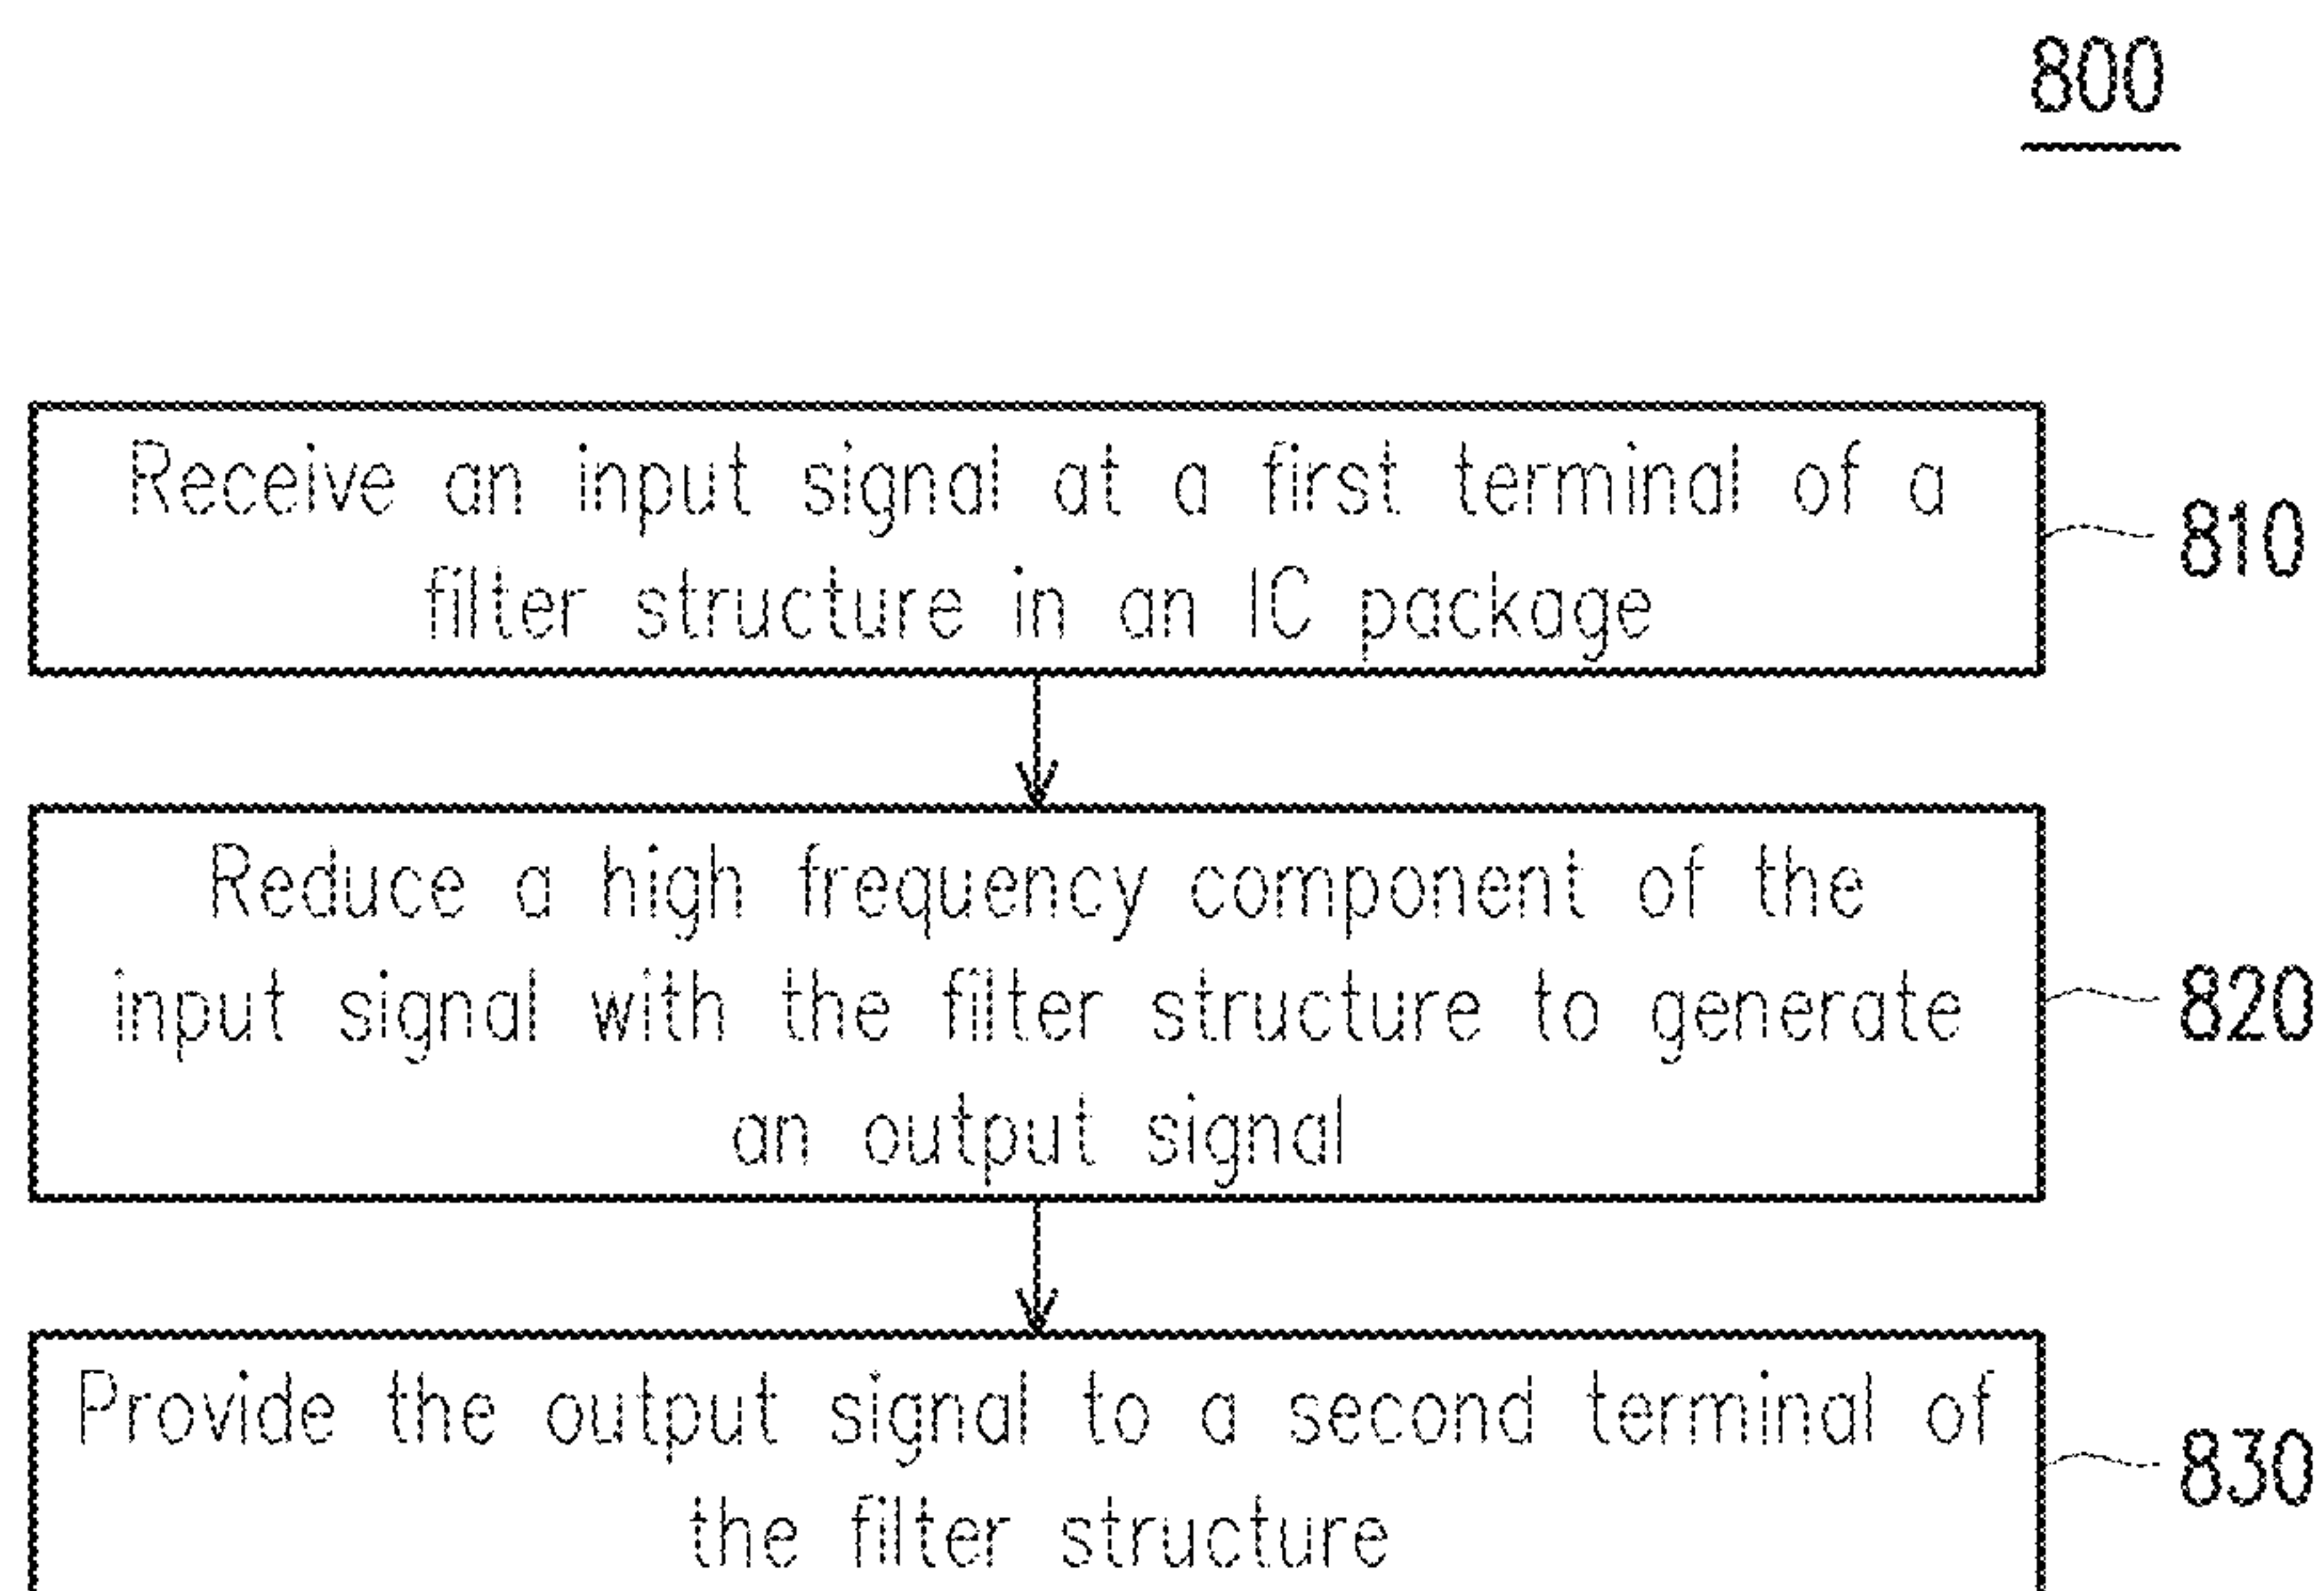 800
Receive an input signal at a first terminal of a
filter structure in an IC package
810
Reduce a high frequency component of the
input signal with the filter structure to generate
an output signal
820
Provide the output signal to a second terminal of
the filter structure
830